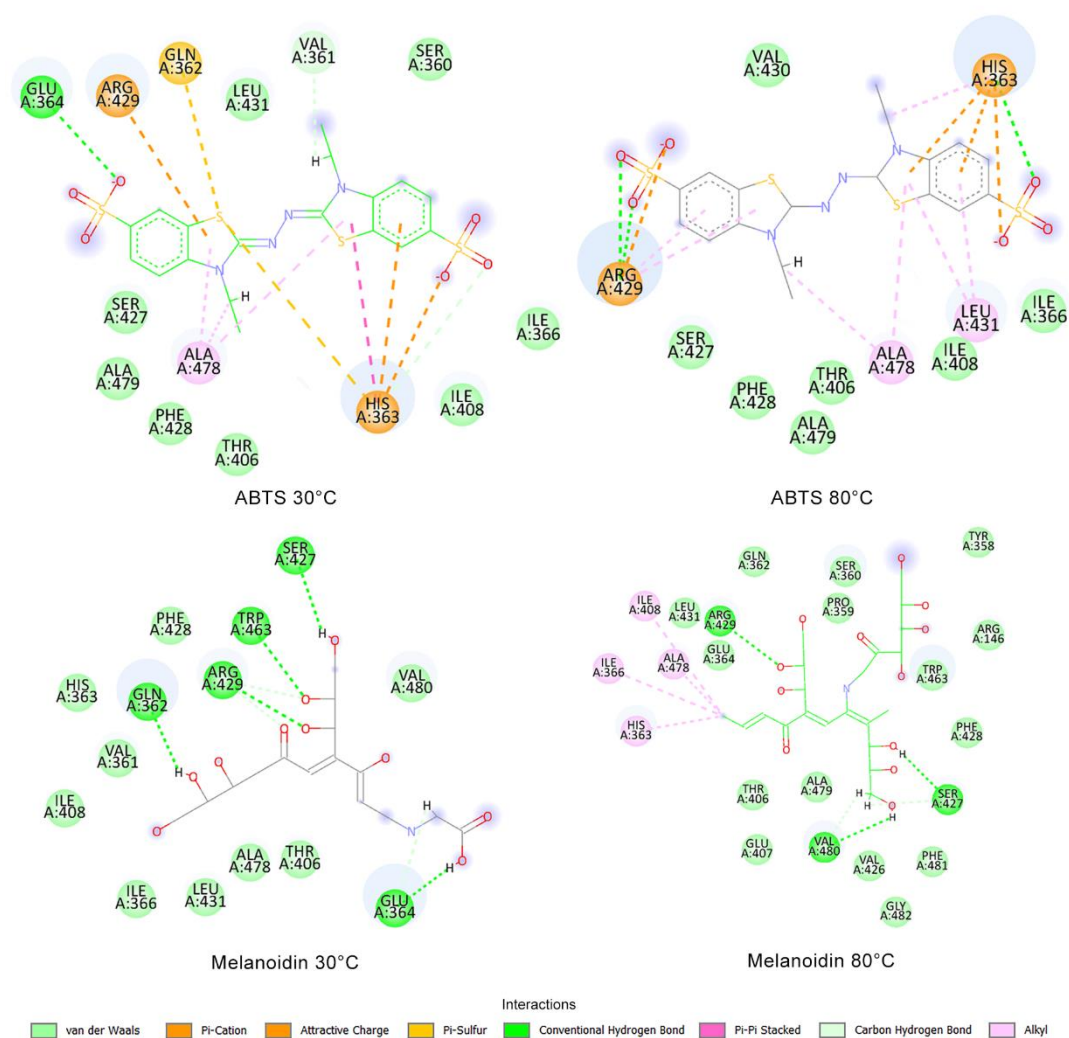 VAL
A:361
SER
A:360
GLN
A:362
GLU
A:364
ARG
A:429
LEU
A:431
O
O
O
S
S
N
H
N
N
S
N
H
S
O
O
O
SER
A:427
ALA
A:479
ALA
A:478
PHE
A:428
THR
A:406
HIS
A:363
ILE
A:366
ILE
A:408
ABTS 30°C
VAL
A:430
HIS
A:363
O
O
O
S
S
N
N
N
N
H
S
S
O
O
O
ARG
A:429
SER
A:427
PHE
A:428
THR
A:406
ALA
A:479
ALA
A:478
LEU
A:431
ILE
A:408
ILE
A:366
ABTS 80°C
SER
A:427
PHE
A:428
TRP
A:463
ARG
A:429
HIS
A:363
GLN
A:362
VAL
A:480
VAL
A:361
ILE
A:408
ILE
A:366
LEU
A:431
ALA
A:478
THR
A:406
GLU
A:364
H
O
O
O
O
O
H
O
O
O
N
H
O
H
O
Melanoidin 30°C
TYR
A:358
GLN
A:362
SER
A:360
PRO
A:359
ILE
A:408
LEU
A:431
ARG
A:429
ARG
A:146
ILE
A:366
ALA
A:478
GLU
A:364
TRP
A:463
HIS
A:363
PHE
A:428
THR
A:406
ALA
A:479
SER
A:427
GLU
A:407
VAL
A:480
VAL
A:426
PHE
A:481
GLY
A:482
O
O
O
O
O
O
O
O
N
O
O
H
O
H
H
O
H
Melanoidin 80°C
Interactions
van der Waals
Pi-Cation
Attractive Charge
Pi-Sulfur
Conventional Hydrogen Bond
Pi-Pi Stacked
Carbon Hydrogen Bond
Alkyl